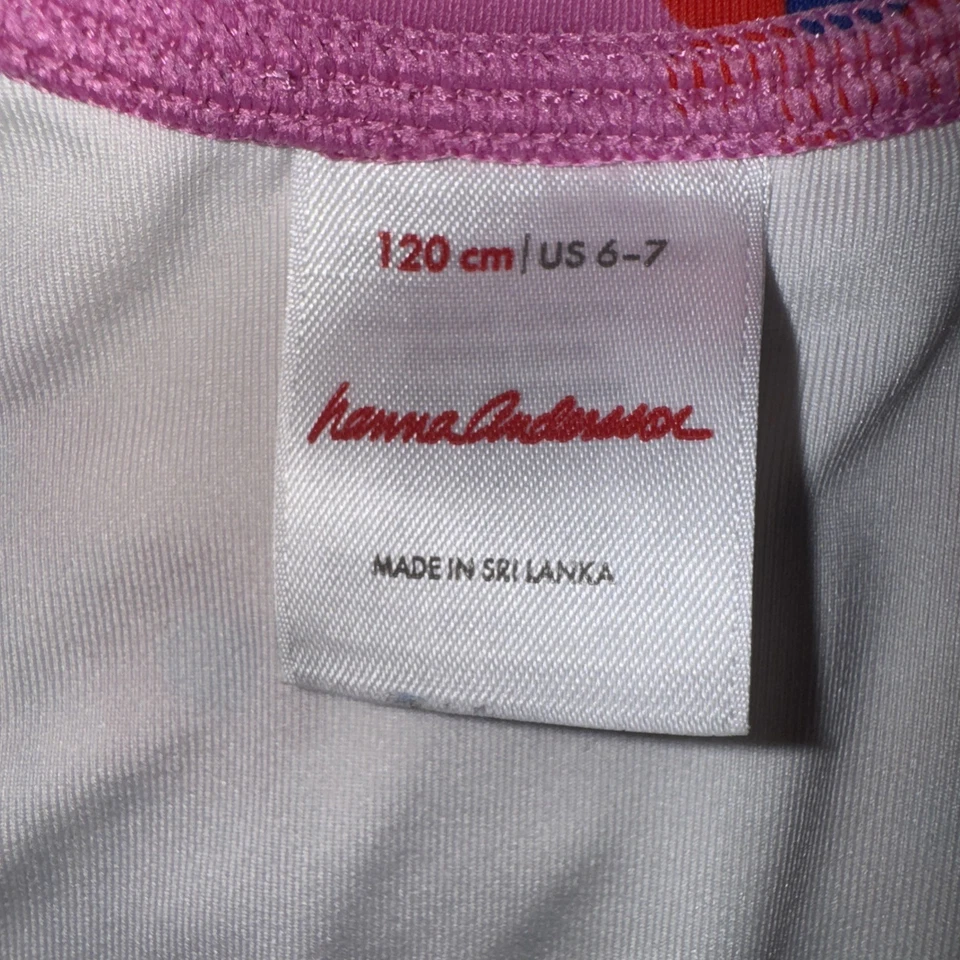 120 cm | US 6-7
hanna Andersson
MADE IN SRI LANKA